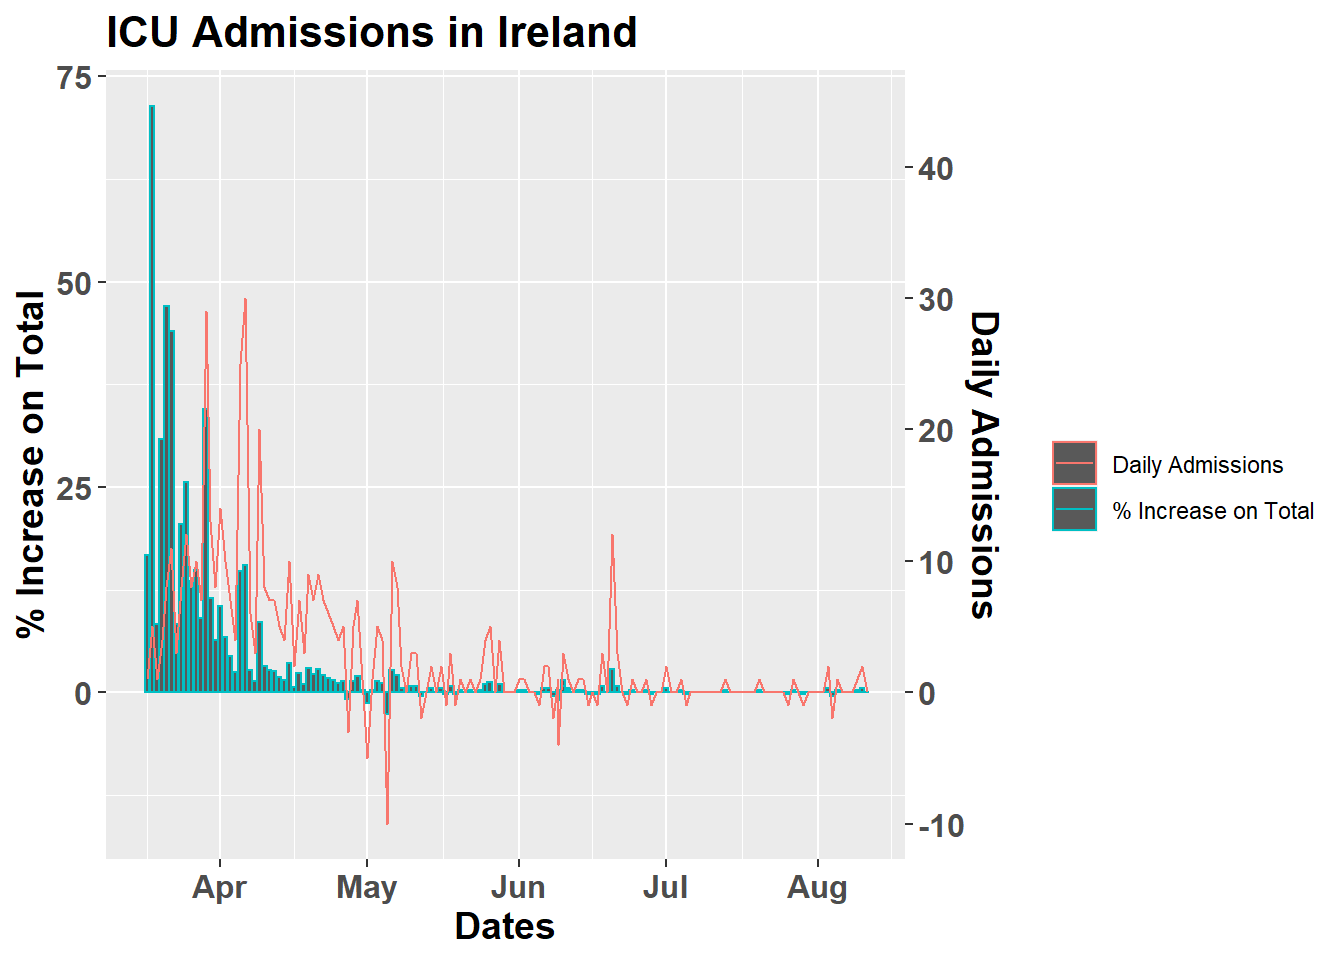 ICU Admissions in Ireland
% Increase on Total
75
50
25
0
40
30
20
10
0
-10
Daily Admissions
Apr
May
Jun
Jul
Aug
Dates
Daily Admissions
% Increase on Total